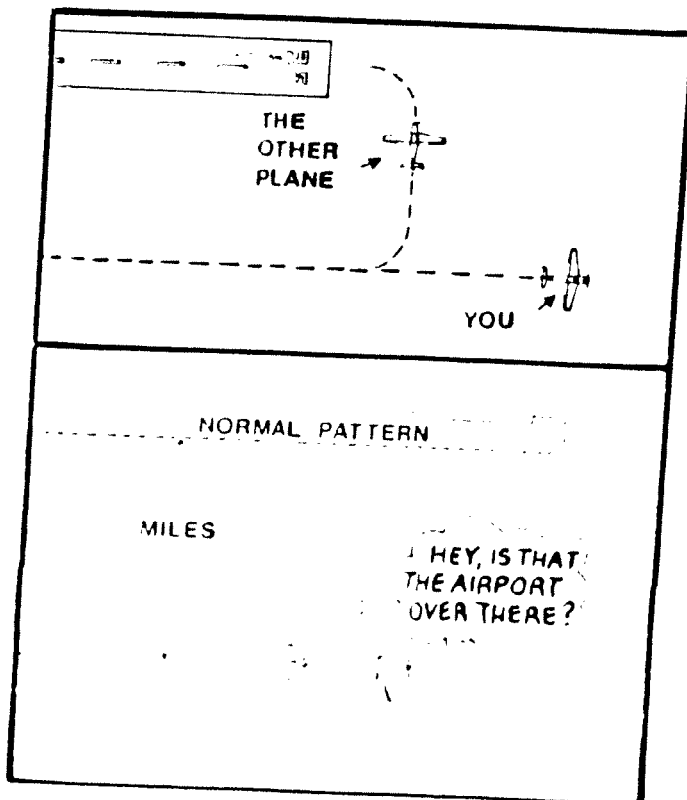 THE
OTHER
PLANE
YOU
NORMAL PATTERN
MILES
HEY, IS THAT
THE AIRPORT
OVER THERE?